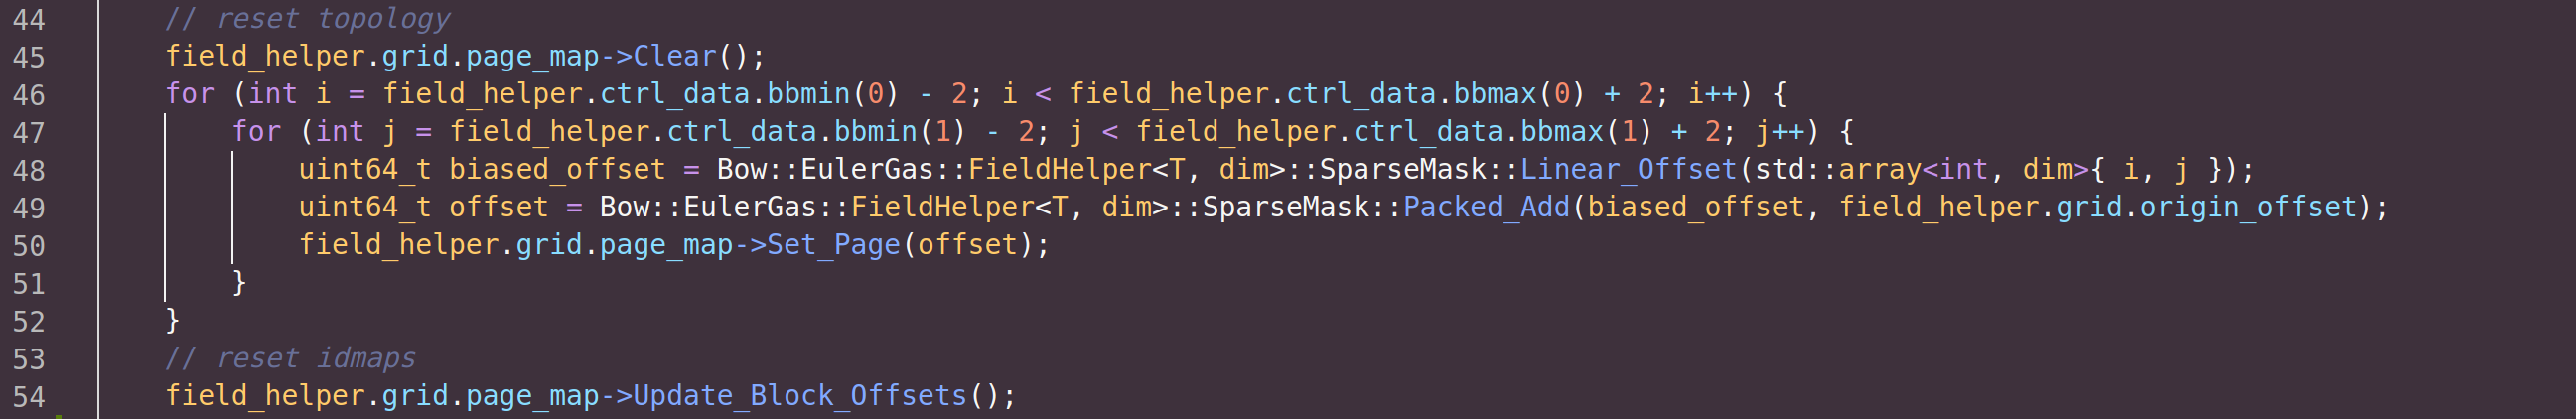 44 // reset topology
45 field_helper.grid.page_map->Clear();
46 for (int i = field_helper.ctrl_data.bbmin(0) - 2; i < field_helper.ctrl_data.bbmax(0) + 2; i++) {
47 for (int j = field_helper.ctrl_data.bbmin(1) - 2; j < field_helper.ctrl_data.bbmax(1) + 2; j++) {
48 uint64_t biased_offset = Bow::EulerGas::FieldHelper<T, dim>::SparseMask::Linear_Offset(std::array<int, dim>{ i, j });
49 uint64_t offset = Bow::EulerGas::FieldHelper<T, dim>::SparseMask::Packed_Add(biased_offset, field_helper.grid.origin_offset);
50 field_helper.grid.page_map->Set_Page(offset);
51 }
52 }
53 // reset idmaps
54 field_helper.grid.page_map->Update_Block_Offsets();